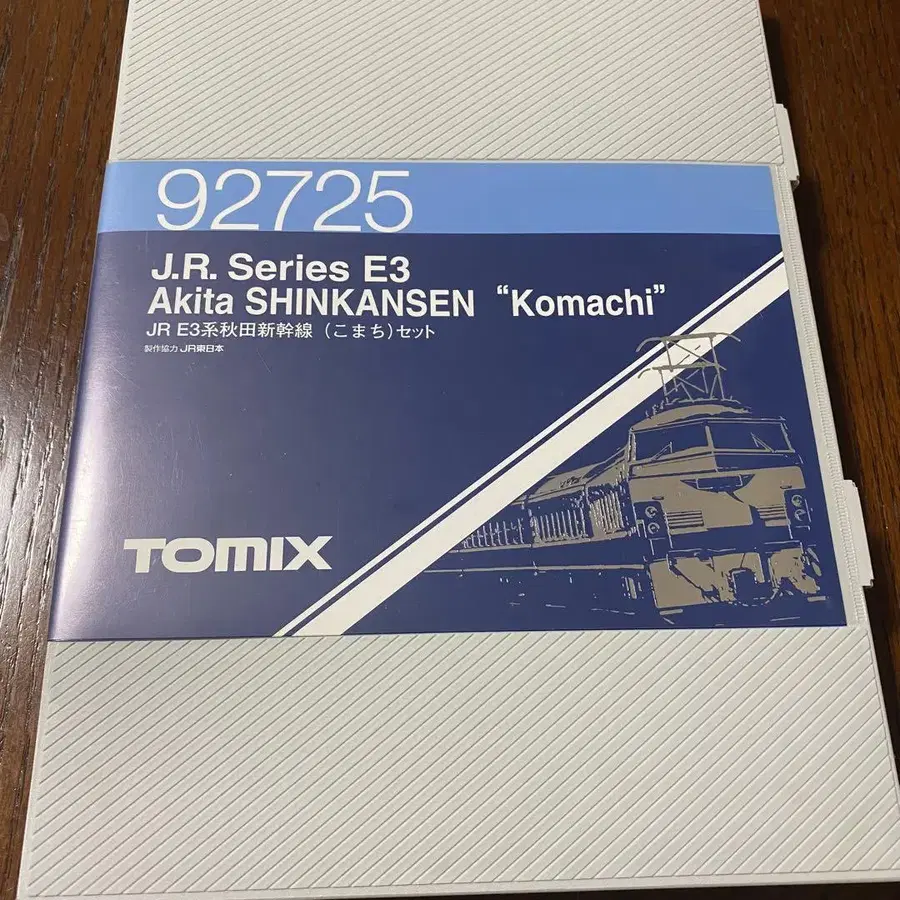 92725
J.R. Series E3
Akita SHINKANSEN “Komachi”
JR E3系秋田新幹線（こまち）セット
製作協力 JR東日本
TOMIX